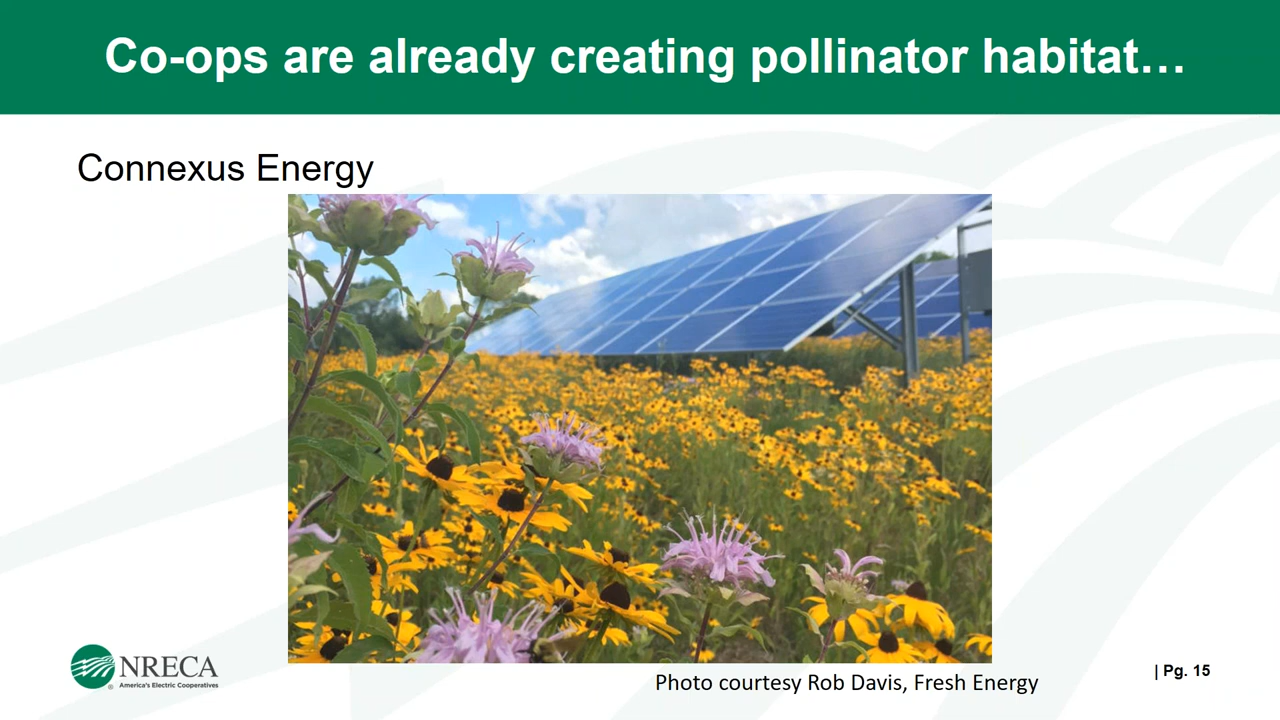 Co-ops are already creating pollinator habitat…
Connexus Energy
NRECA
America's Electric Cooperatives
®
Photo courtesy Rob Davis, Fresh Energy
| Pg. 15